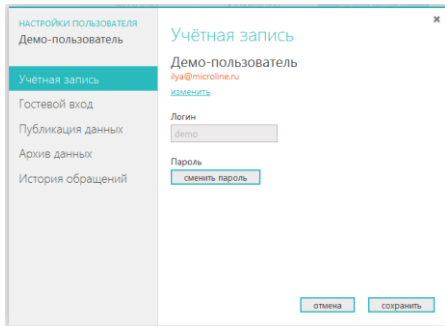 НАСТРОЙКИ ПОЛЬЗОВАТЕЛЯ
Демо-пользователь
Учётная запись
Гостевой вход
Публикация данных
Архив данных
История обращений
Учётная запись
Демо-пользователь
ilya@microline.ru
изменить
Логин
demo
Пароль
сменить пароль
отмена
сохранить